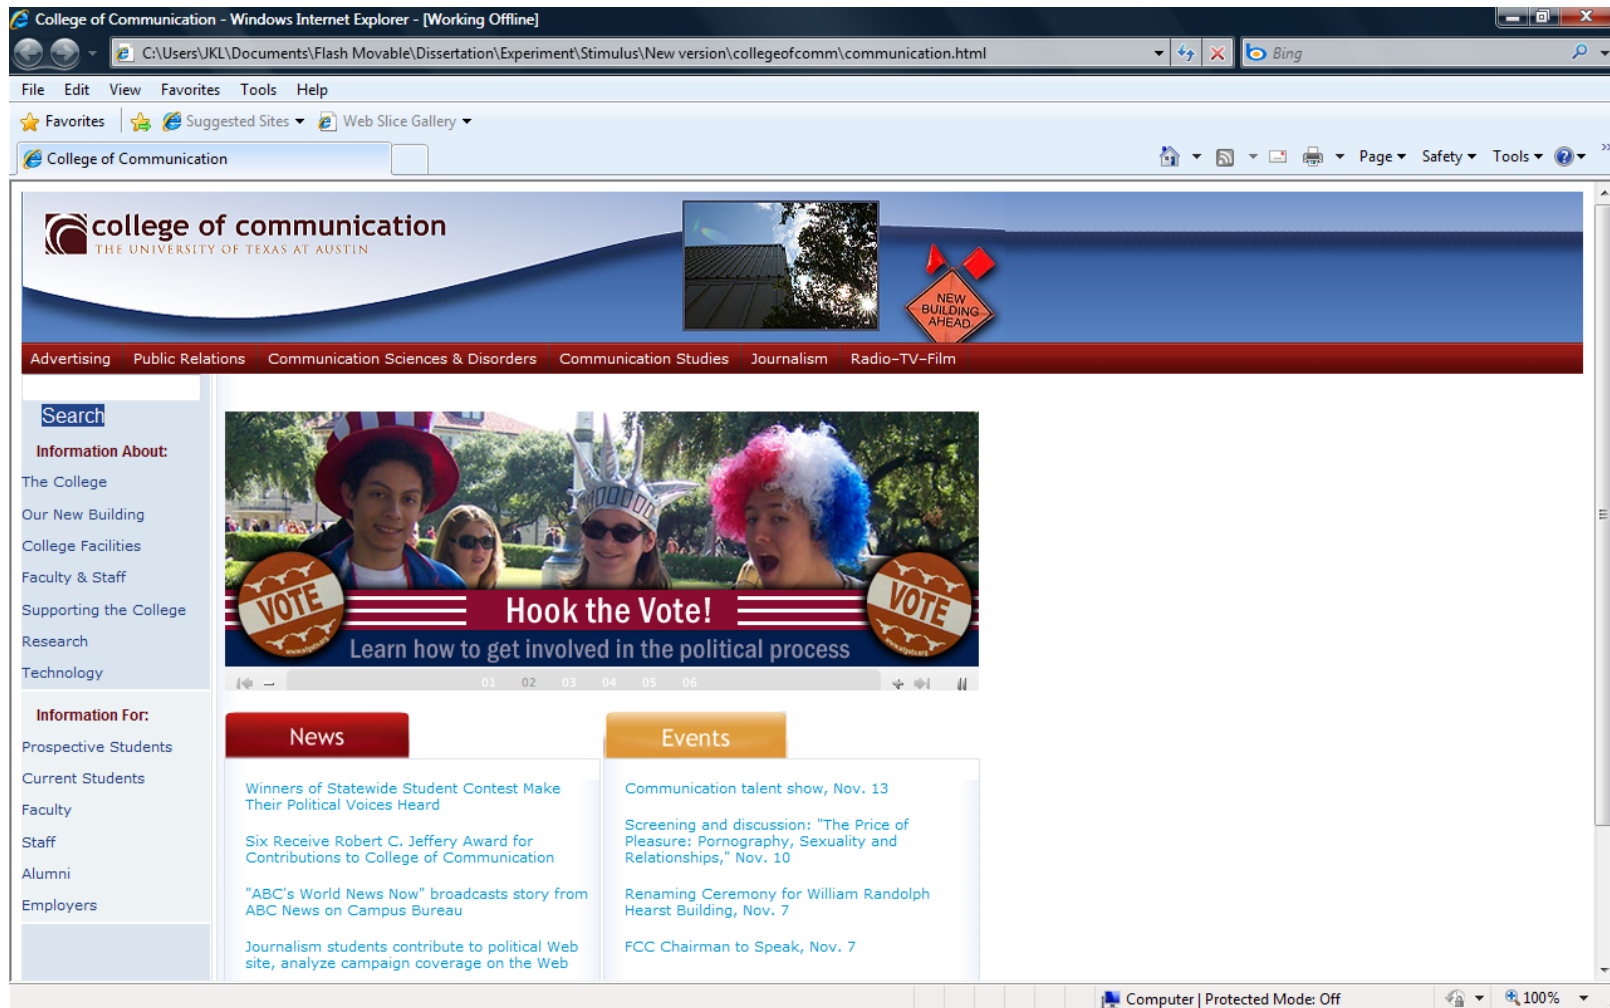 College of Communication - Windows Internet Explorer - [Working Offline]
C:\Users\JKL\Documents\Flash Movable\Dissertation\Experiment\Stimulus\New version\collegeofcomm\communication.html
Bing
File Edit View Favorites Tools Help
Favorites Suggested Sites Web Slice Gallery
College of Communication
Page Safety Tools
college of communication
THE UNIVERSITY OF TEXAS AT AUSTIN
NEW
BUILDING
AHEAD
Advertising Public Relations Communication Sciences & Disorders Communication Studies Journalism Radio-TV-Film
Search
Information About:
The College
Our New Building
College Facilities
Faculty & Staff
Supporting the College
Research
Technology
Information For:
Prospective Students
Current Students
Faculty
Staff
Alumni
Employers
VOTE
VOTE
Hook the Vote!
Learn how to get involved in the political process
01 02 03 04 05 06
News
Winners of Statewide Student Contest Make
Their Political Voices Heard
Six Receive Robert C. Jeffery Award for
Contributions to College of Communication
"ABC's World News Now" broadcasts story from
ABC News on Campus Bureau
Journalism students contribute to political Web
site, analyze campaign coverage on the Web
Events
Communication talent show, Nov. 13
Screening and discussion: "The Price of
Pleasure: Pornography, Sexuality and
Relationships," Nov. 10
Renaming Ceremony for William Randolph
Hearst Building, Nov. 7
FCC Chairman to Speak, Nov. 7
Computer | Protected Mode: Off
100%